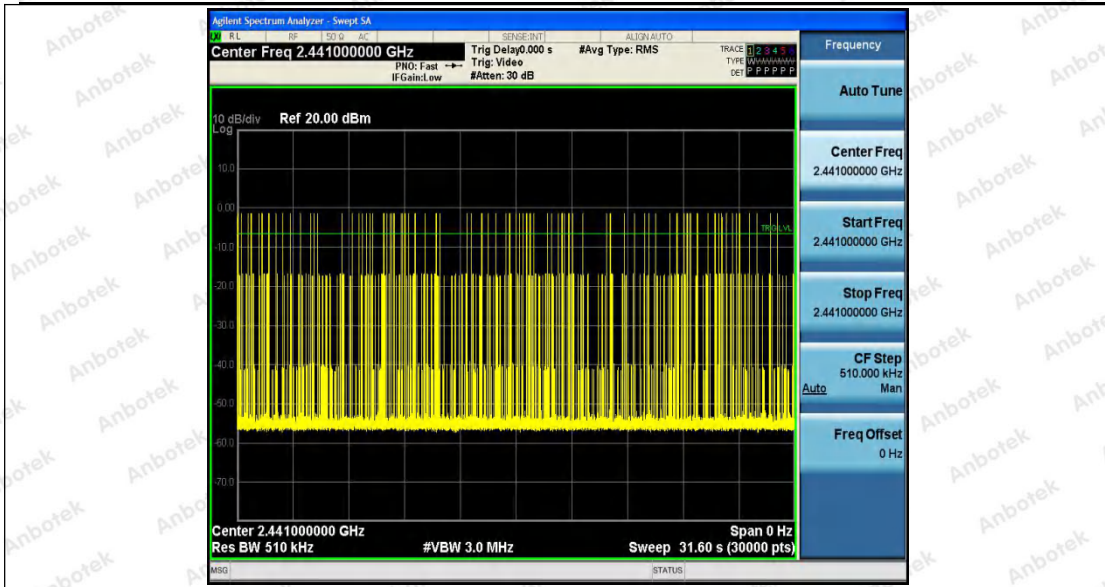 Agilent Spectrum Analyzer - Swept SA
LXI RL RF 50 Ω AC SENSE:INT ALIGN AUTO
Center Freq 2.441000000 GHz
PNO: Fast
IFGain:Low
Trig Delay0.000 s
Trig: Video
#Atten: 30 dB
#Avg Type: RMS
TRACE 1 2 3 4 5 6
TYPE
DET P P P P P P
10 dB/div Ref 20.00 dBm
Log
10.0
0.00
-10.0
-20.0
-30.0
-40.0
-50.0
-60.0
-70.0
TRIG LVL
Center 2.441000000 GHz Span 0 Hz
Res BW 510 kHz #VBW 3.0 MHz Sweep 31.60 s (30000 pts)
MSG STATUS
Frequency
Auto Tune
Center Freq
2.441000000 GHz
Start Freq
2.441000000 GHz
Stop Freq
2.441000000 GHz
CF Step
510.000 kHz
Auto Man
Freq Offset
0 Hz
Anbotek